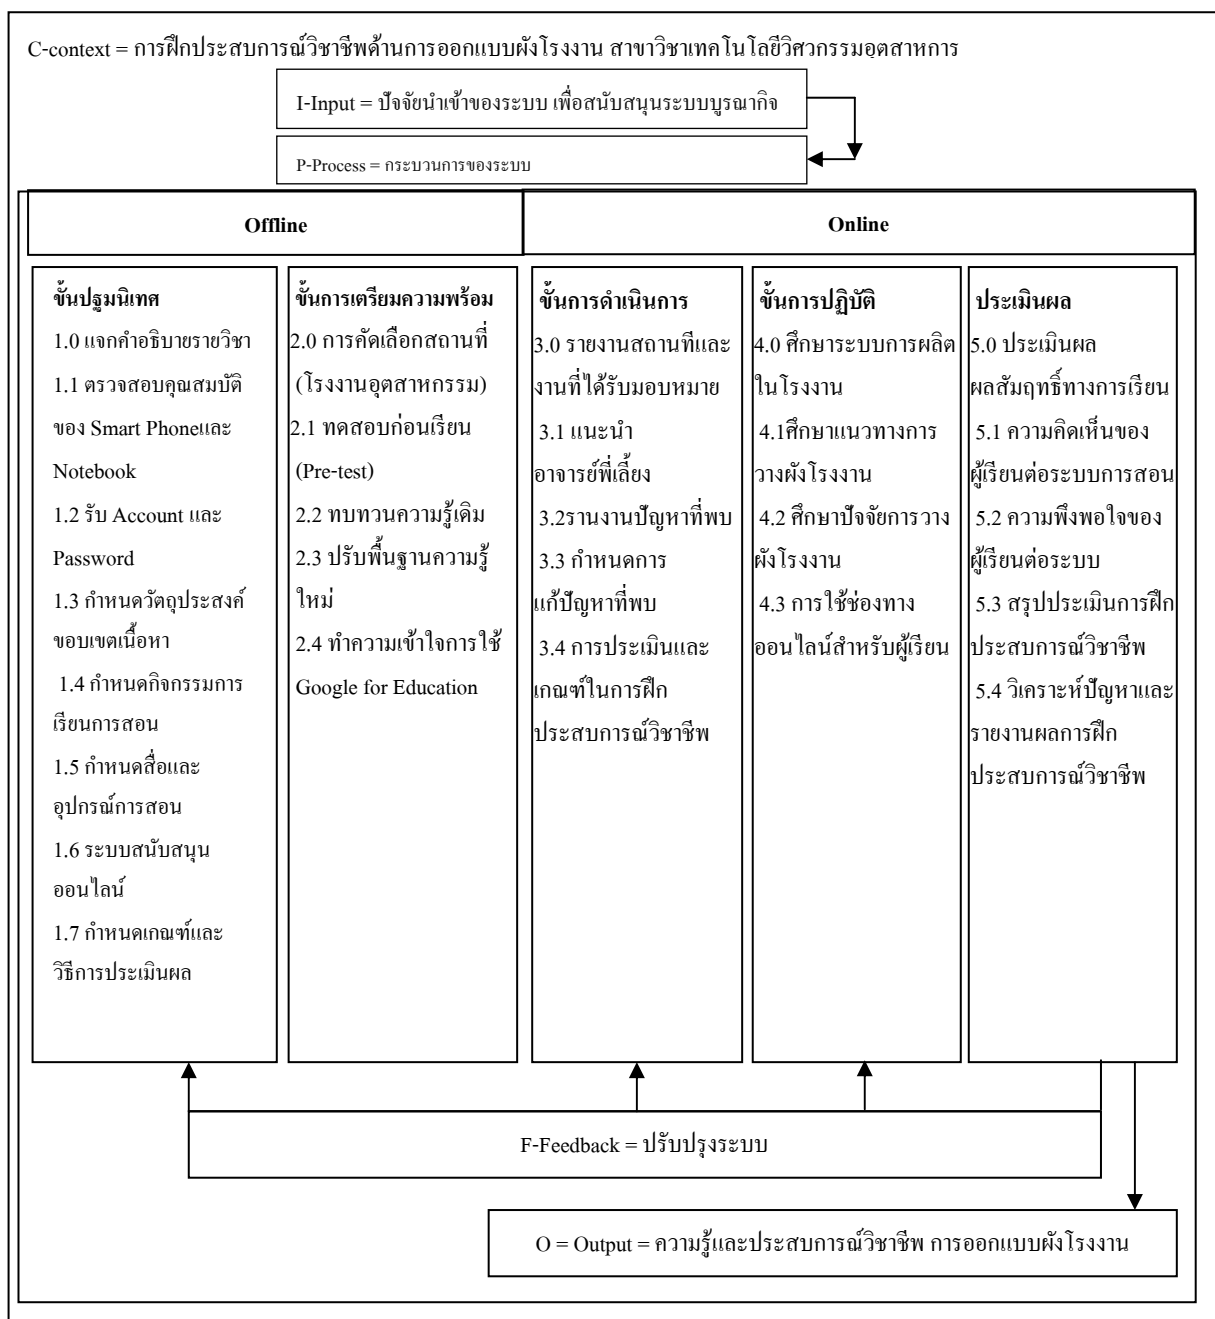 C-context = การฝึกประสบการณ์วิชาชีพด้านการออกแบบผังโรงงาน สาขาวิชาเทคโนโลยีวิศวกรรมอุตสาหการ
I-Input = ปัจจัยนำเข้าของระบบ เพื่อสนับสนุนระบบบูรณากิจ
P-Process = กระบวนการของระบบ
Offline
Online
ขั้นปฐมนิเทศ
1.0 แจกคำอธิบายรายวิชา
1.1 ตรวจสอบคุณสมบัติ
ของ Smart Phoneและ
Notebook
1.2 รับ Account และ
Password
1.3 กำหนดวัตถุประสงค์
ขอบเขตเนื้อหา
1.4 กำหนดกิจกรรมการ
เรียนการสอน
1.5 กำหนดสื่อและ
อุปกรณ์การสอน
1.6 ระบบสนับสนุน
ออนไลน์
1.7 กำหนดเกณฑ์และ
วิธีการประเมินผล
ขั้นการเตรียมความพร้อม
2.0 การคัดเลือกสถานที่
(โรงงานอุตสาหกรรม)
2.1 ทดสอบก่อนเรียน
(Pre-test)
2.2 ทบทวนความรู้เดิม
2.3 ปรับพื้นฐานความรู้
ใหม่
2.4 ทำความเข้าใจการใช้
Google for Education
ขั้นการดำเนินการ
3.0 รายงานสถานทีและ
งานที่ได้รับมอบหมาย
3.1 แนะนำ
อาจารย์พี่เลี้ยง
3.2รานงานปัญหาที่พบ
3.3 กำหนดการ
แก้ปัญหาที่พบ
3.4 การประเมินและ
เกณฑ์ในการฝึก
ประสบการณ์วิชาชีพ
ขั้นการปฏิบัติ
4.0 ศึกษาระบบการผลิต
ในโรงงาน
4.1ศึกษาแนวทางการ
วางผังโรงงาน
4.2 ศึกษาปัจจัยการวาง
ผังโรงงาน
4.3 การใช้ช่องทาง
ออนไลน์สำหรับผู้เรียน
ประเมินผล
5.0 ประเมินผล
ผลสัมฤทธิ์ทางการเรียน
5.1 ความคิดเห็นของ
ผู้เรียนต่อระบบการสอน
5.2 ความพึงพอใจของ
ผู้เรียนต่อระบบ
5.3 สรุปประเมินการฝึก
ประสบการณ์วิชาชีพ
5.4 วิเคราะห์ปัญหาและ
รายงานผลการฝึก
ประสบการณ์วิชาชีพ
F-Feedback = ปรับปรุงระบบ
O = Output = ความรู้และประสบการณ์วิชาชีพ การออกแบบผังโรงงาน